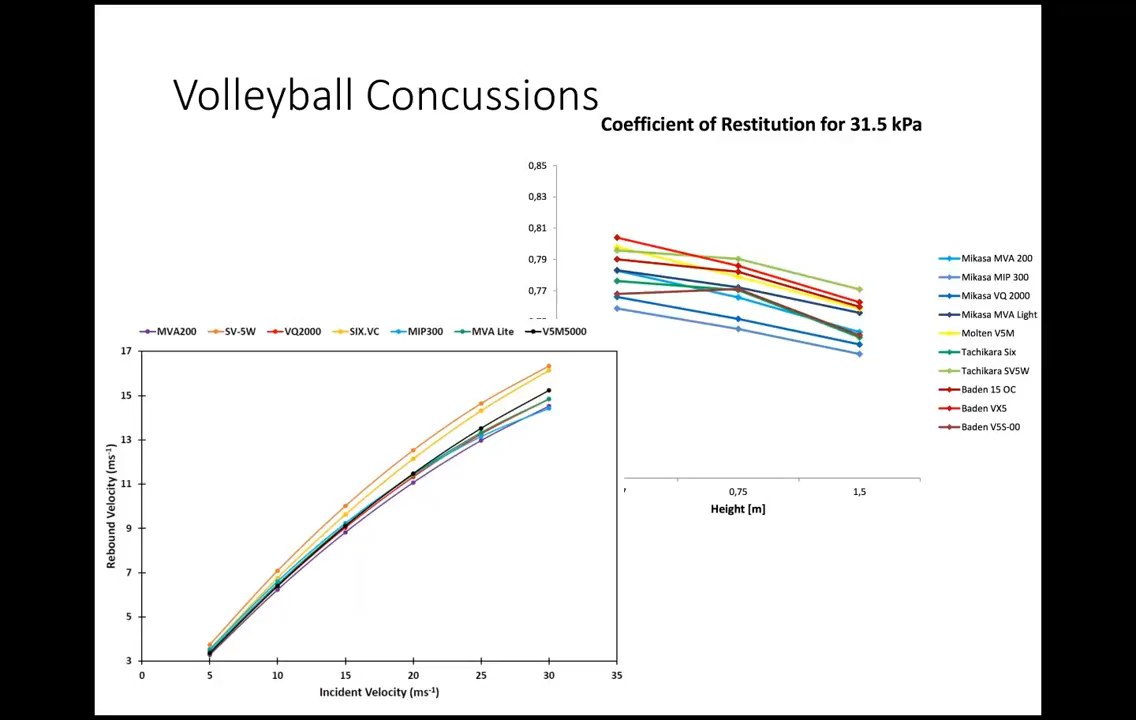 Volleyball Concussions
Coefficient of Restitution for 31.5 kPa
0,85
0,83
0,81
0,79
0,77
Mikasa MVA 200
Mikasa MIP 300
Mikasa VQ 2000
Mikasa MVA Light
Molten V5M
Tachikara Six
Tachikara SV5W
Baden 15 OC
Baden VX5
Baden V5S-00
0,75 1,5
Height [m]
MVA200 SV-5W VQ2000 SIX.VC MIP300 MVA Lite V5M5000
17
15
13
11
9
7
5
3
Rebound Velocity (ms⁻¹)
0 5 10 15 20 25 30 35
Incident Velocity (ms⁻¹)